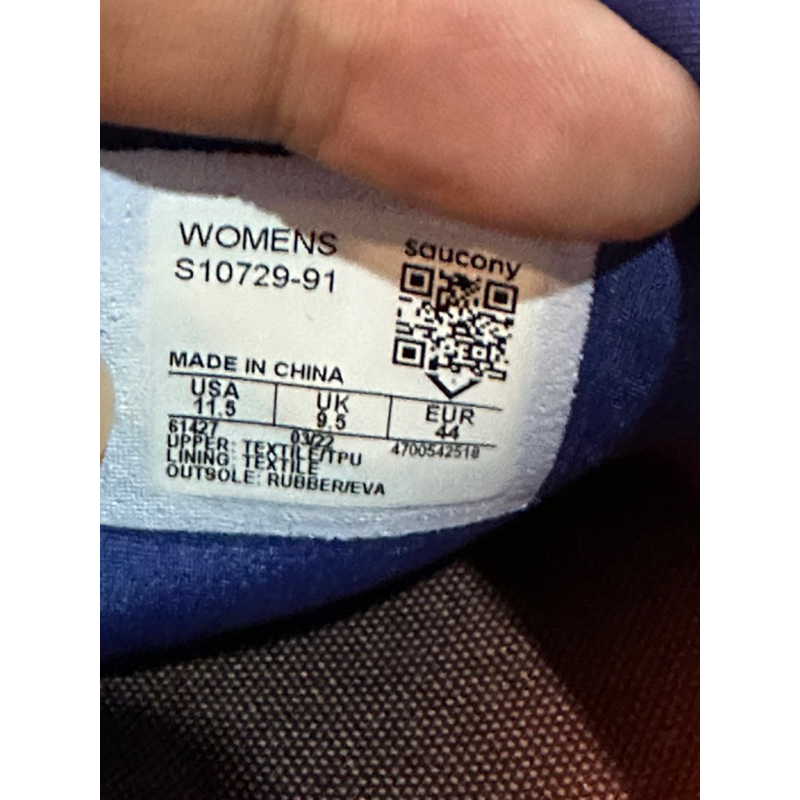 WOMENS
S10729-91
saucony
MADE IN CHINA
USA UK EUR
11.5 9.5 44
61427 03/22 4700542518
UPPER: TEXTILE/TPU
LINING: TEXTILE
OUTSOLE: RUBBER/EVA